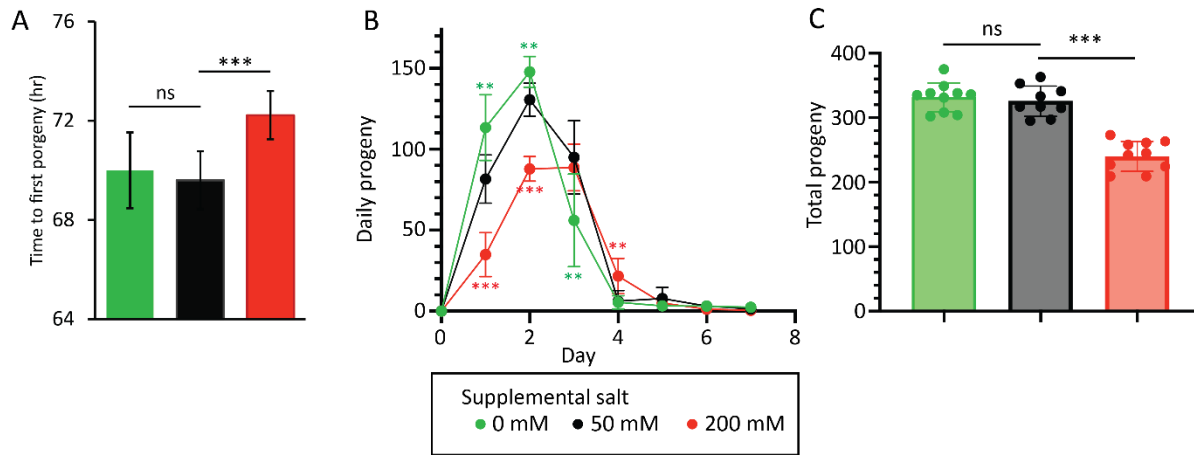 A
76
72
68
64
Time to first porgeny (hr)
ns
***
B
150
100
50
0
Daily progeny
**
**
***
***
**
**
0 2 4 6 8
Day
C
400
300
200
100
0
Total progeny
ns
***
Supplemental salt
0 mM 50 mM 200 mM